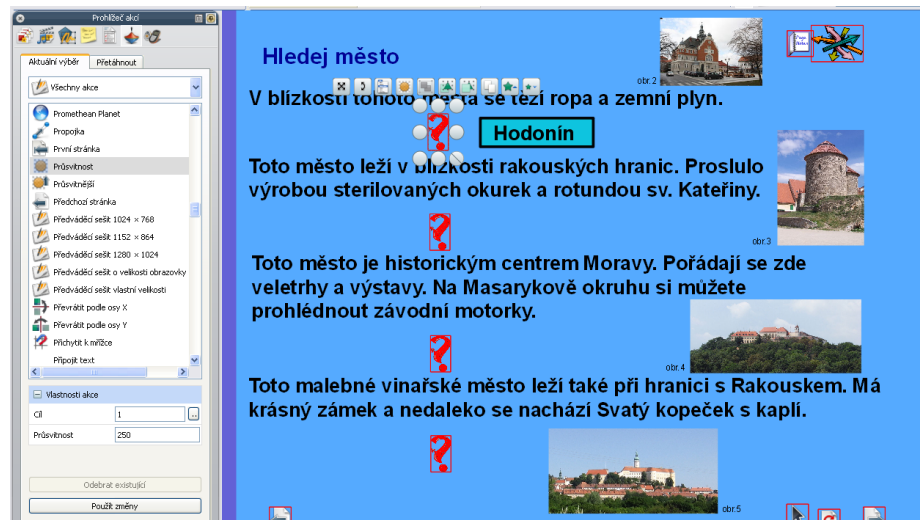 Prohlížeč akcí
Aktuální výběr
Přetáhnout
Všechny akce
Promethean Planet
Propojka
První stránka
Průsvitnost
Průsvitnější
Předchozí stránka
Předváděcí sešit 1024 × 768
Předváděcí sešit 1152 × 864
Předváděcí sešit 1280 × 1024
Předváděcí sešit o velikosti obrazovky
Předváděcí sešit vlastní velikosti
Převrátit podle osy X
Převrátit podle osy Y
Přichytit k mřížce
Připojit text
Vlastnosti akce
Cíl
1
...
Průsvitnost
250
Odebrat existující
Použít změny
Hledej město
obr.2
V blízkosti tohoto města se těží ropa a zemní plyn.
?
Hodonín
Toto město leží v blízkosti rakouských hranic. Proslulo
výrobou sterilovaných okurek a rotundou sv. Kateřiny.
?
obr.3
Toto město je historickým centrem Moravy. Pořádají se zde
veletrhy a výstavy. Na Masarykově okruhu si můžete
prohlédnout závodní motorky.
?
obr.4
Toto malebné vinařské město leží také při hranici s Rakouskem. Má
krásný zámek a nedaleko se nachází Svatý kopeček s kaplí.
?
obr.5